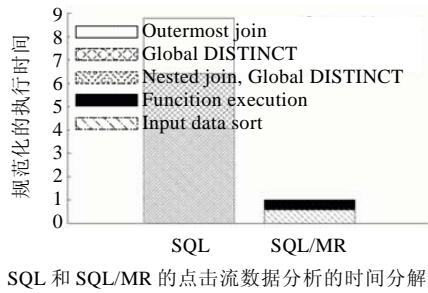 9
8
7
6
5
4
3
2
1
0
规范化的执行时间
Outermost join
Global DISTINCT
Nested join, Global DISTINCT
Funcition execution
Input data sort
SQL
SQL/MR
SQL 和 SQL/MR 的点击流数据分析的时间分解